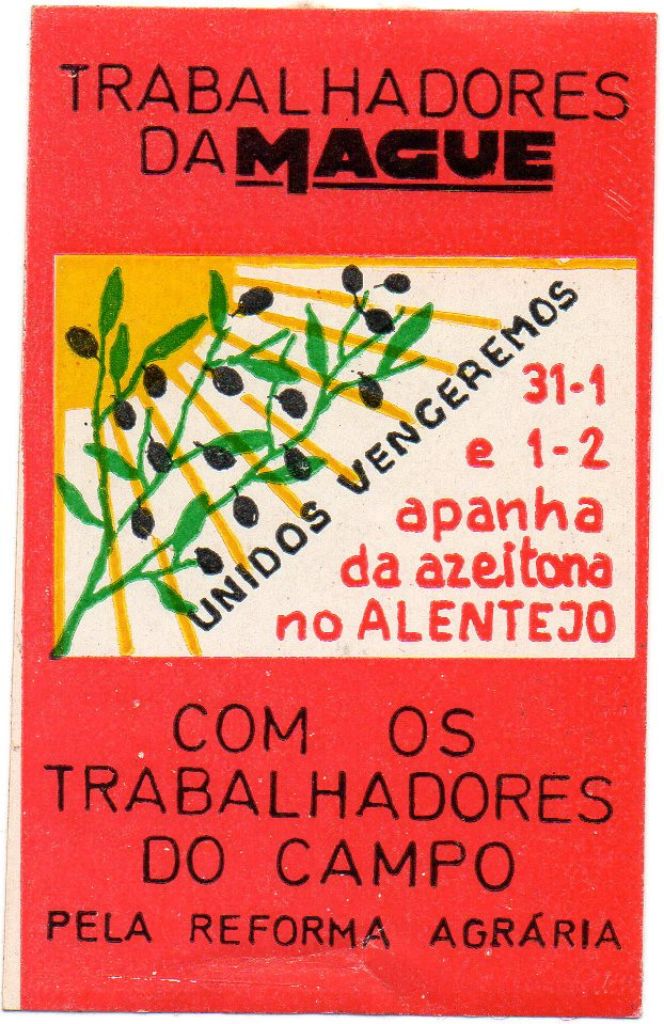 TRABALHADORES
DA MAGUE
UNIDOS VENCEREMOS
31-1
e 1-2
apanha
da azeitona
no ALENTEJO
COM OS
TRABALHADORES
DO CAMPO
PELA REFORMA AGRÁRIA